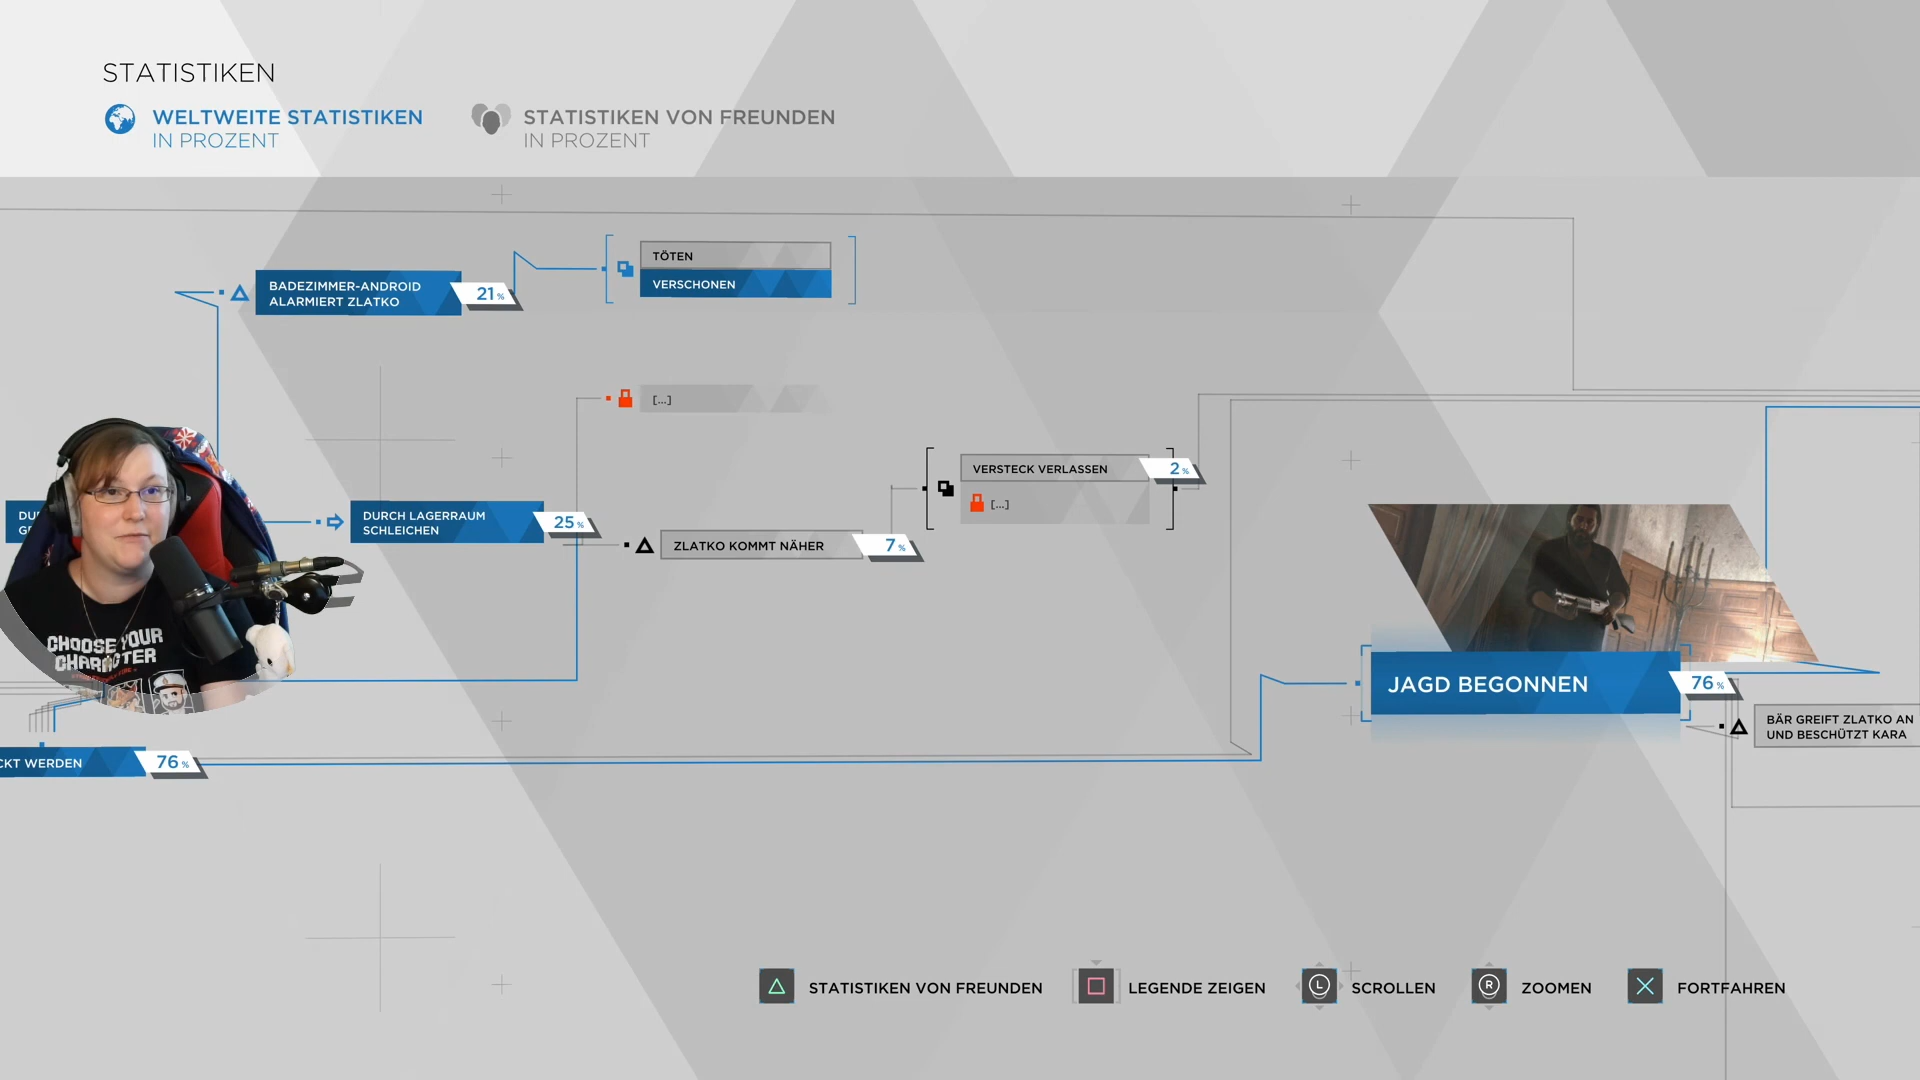 STATISTIKEN
WELTWEITE STATISTIKEN
IN PROZENT
STATISTIKEN VON FREUNDEN
IN PROZENT
TÖTEN
VERSCHONEN
BADEZIMMER-ANDROID
ALARMIERT ZLATKO
21 %
[...]
VERSTECK VERLASSEN
2 %
[...]
DURCH LAGERRAUM
SCHLEICHEN
25 %
ZLATKO KOMMT NÄHER
7 %
CHOOSE YOUR
CHARACTER
JAGD BEGONNEN
76 %
BÄR GREIFT ZLATKO AN
UND BESCHÜTZT KARA
CKT WERDEN
76 %
STATISTIKEN VON FREUNDEN
LEGENDE ZEIGEN
L
SCROLLEN
R
ZOOMEN
FORTFAHREN